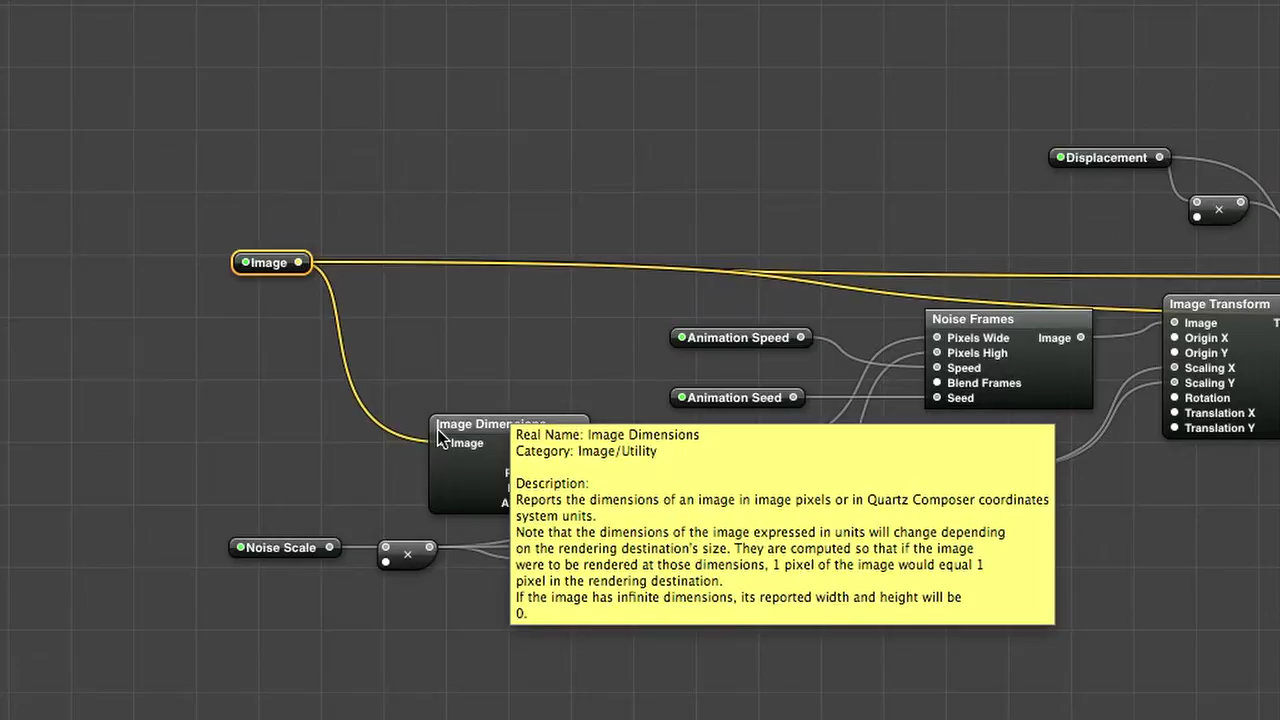 Displacement
×
Image
Image Transform
Image
Origin X
Origin Y
Scaling X
Scaling Y
Rotation
Translation X
Translation Y
Noise Frames
Pixels Wide
Image
Pixels High
Speed
Blend Frames
Seed
Animation Speed
Animation Seed
Image Dimensions
Image
Real Name: Image Dimensions
Category: Image/Utility
Description:
Reports the dimensions of an image in image pixels or in Quartz Composer coordinates
system units.
Note that the dimensions of the image expressed in units will change depending
on the rendering destination's size. They are computed so that if the image
were to be rendered at those dimensions, 1 pixel of the image would equal 1
pixel in the rendering destination.
If the image has infinite dimensions, its reported width and height will be
0.
Noise Scale
×